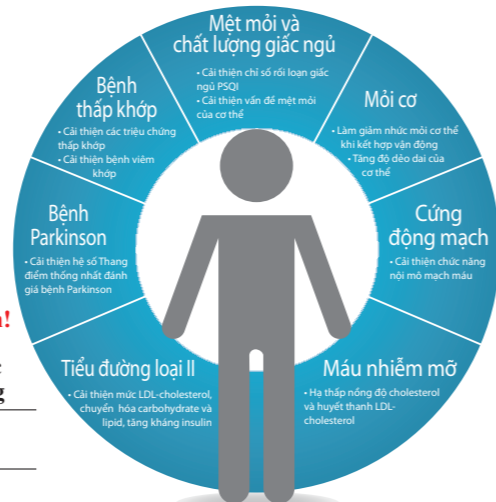 Mệt mỏi và
chất lượng giấc ngủ
• Cải thiện chỉ số rối loạn giấc
ngủ PSQI
• Cải thiện vấn đề mệt mỏi
của cơ thể
Mỏi cơ
• Làm giảm nhức mỏi cơ thể
khi kết hợp vận động
• Tăng độ dẻo dai của
cơ thể
Cứng
động mạch
• Cải thiện chức năng
nội mô mạch máu
Máu nhiễm mỡ
• Hạ thấp nồng độ cholesterol
và huyết thanh LDL-
cholesterol
Tiểu đường loại II
• Cải thiện mức LDL-cholesterol,
chuyển hóa carbohydrate và
lipid, tăng kháng insulin
Bệnh
Parkinson
• Cải thiện hệ số Thang
điểm thống nhất đánh
giá bệnh Parkinson
Bệnh
thấp khớp
• Cải thiện các triệu chứng
thấp khớp
• Cải thiện bệnh viêm
khớp